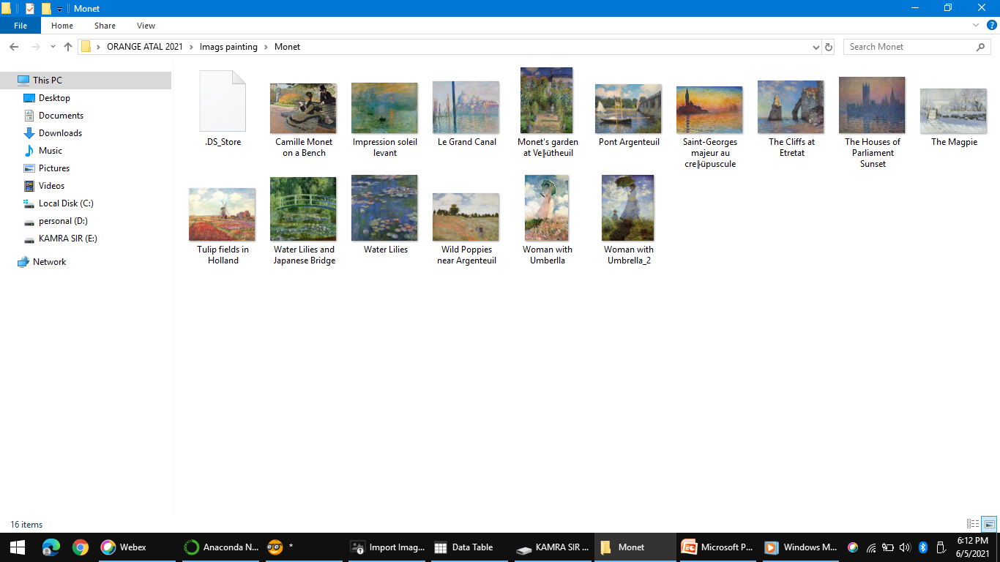 Monet
File Home Share View
ORANGE ATAL 2021 Imags painting Monet
Search Monet
This PC
Desktop
Documents
Downloads
Music
Pictures
Videos
Local Disk (C:)
personal (D:)
KAMRA SIR (E:)
Network
.DS_Store
Camille Monet
on a Bench
Impression soleil
levant
Le Grand Canal
Monet's garden
at Ve╠ütheuil
Pont Argenteuil
Saint-Georges
majeur au
cre╠üpuscule
The Cliffs at
Etretat
The Houses of
Parliament
Sunset
The Magpie
Tulip fields in
Holland
Water Lilies and
Japanese Bridge
Water Lilies
Wild Poppies
near Argenteuil
Woman with
Umberlla
Woman with
Umbrella_2
16 items
Webex
Anaconda N...
*
Import Imag...
Data Table
KAMRA SIR ...
Monet
Microsoft P...
Windows M...
6:12 PM
6/5/2021